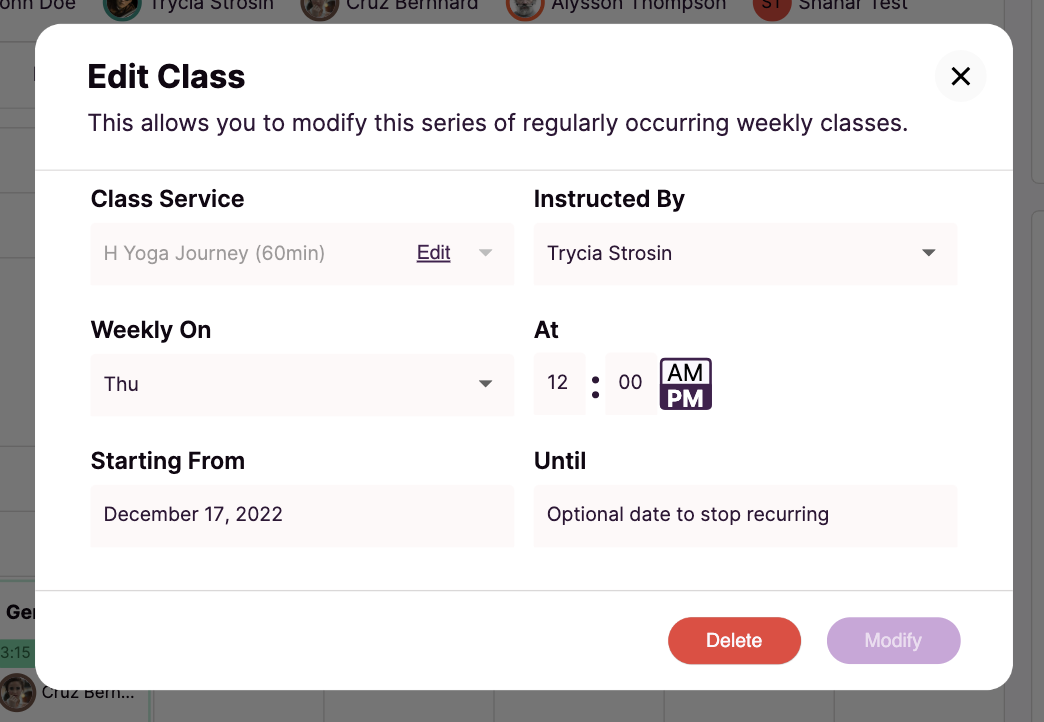 ohn Doe Trycia Strosin Cruz Bernhard Alysson Thompson ST Shahar Test
Edit Class
This allows you to modify this series of regularly occurring weekly classes.
Class Service Instructed By
H Yoga Journey (60min) Edit Trycia Strosin
Weekly On At
Thu 12 : 00 AM
PM
Starting From Until
December 17, 2022 Optional date to stop recurring
Ger
3:15
Delete Modify
Cruz Bern...